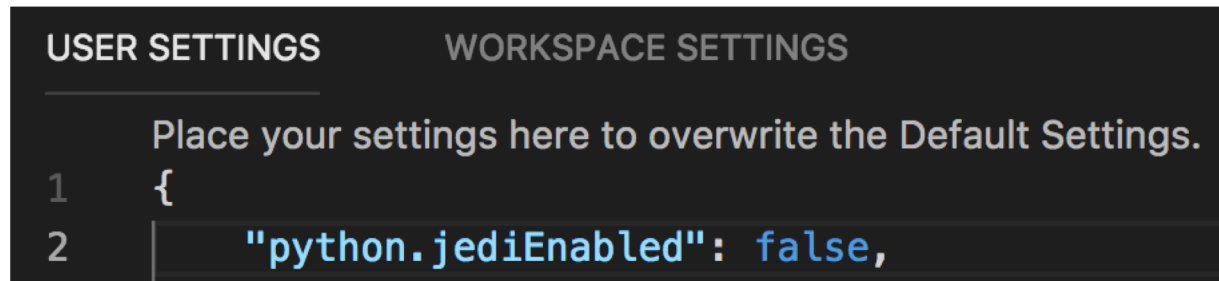 USER SETTINGS WORKSPACE SETTINGS
Place your settings here to overwrite the Default Settings.
1 {
2 "python.jediEnabled": false,